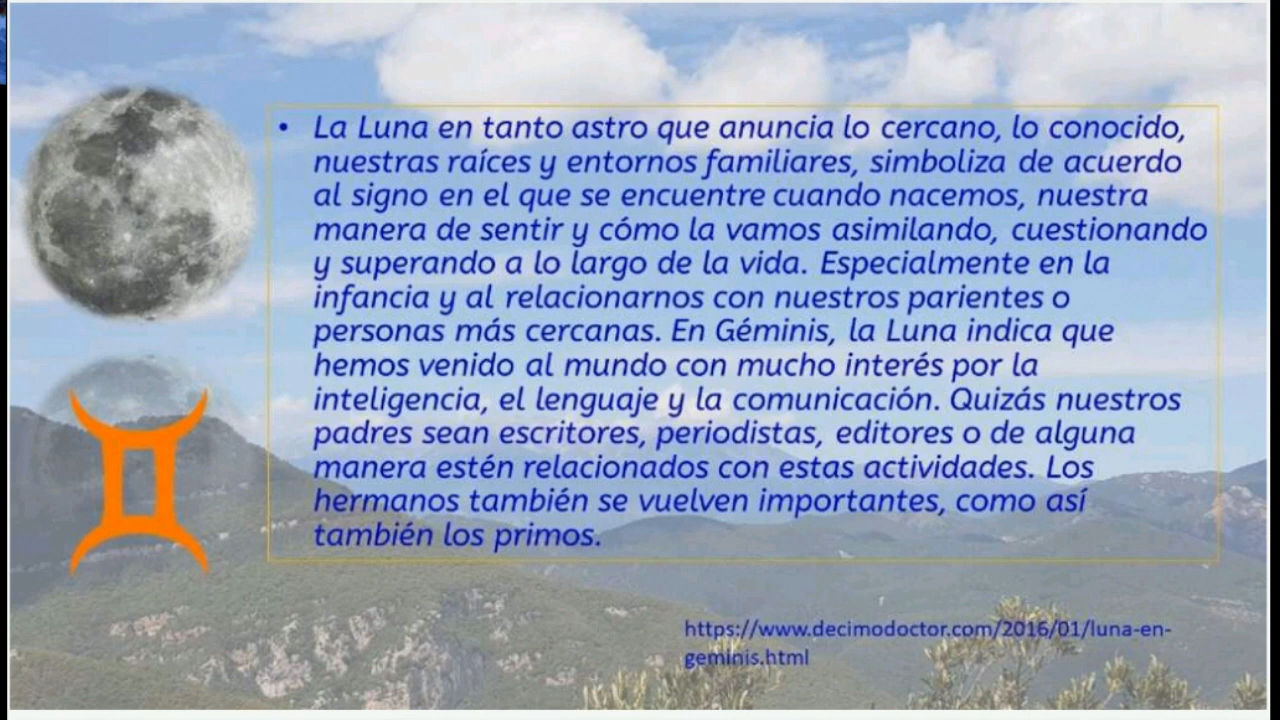 • La Luna en tanto astro que anuncia lo cercano, lo conocido,
nuestras raíces y entornos familiares, simboliza de acuerdo
al signo en el que se encuentre cuando nacemos, nuestra
manera de sentir y cómo la vamos asimilando, cuestionando
y superando a lo largo de la vida. Especialmente en la
infancia y al relacionarnos con nuestros parientes o
personas más cercanas. En Géminis, la Luna indica que
hemos venido al mundo con mucho interés por la
inteligencia, el lenguaje y la comunicación. Quizás nuestros
padres sean escritores, periodistas, editores o de alguna
manera estén relacionados con estas actividades. Los
hermanos también se vuelven importantes, como así
también los primos.
https://www.decimodoctor.com/2016/01/luna-en-
geminis.html